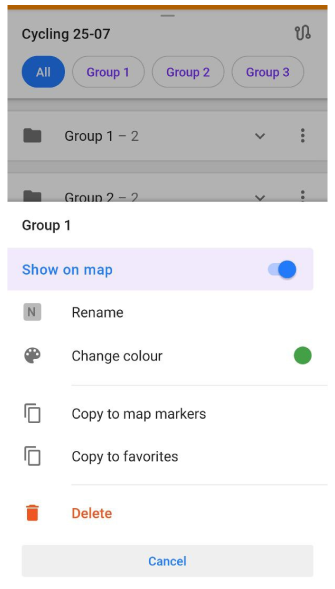 Cycling 25-07
All Group 1 Group 2 Group 3
Group 1 – 2
Group 2 – 2
Group 1
Show on map
N Rename
Change colour
Copy to map markers
Copy to favorites
Delete
Cancel